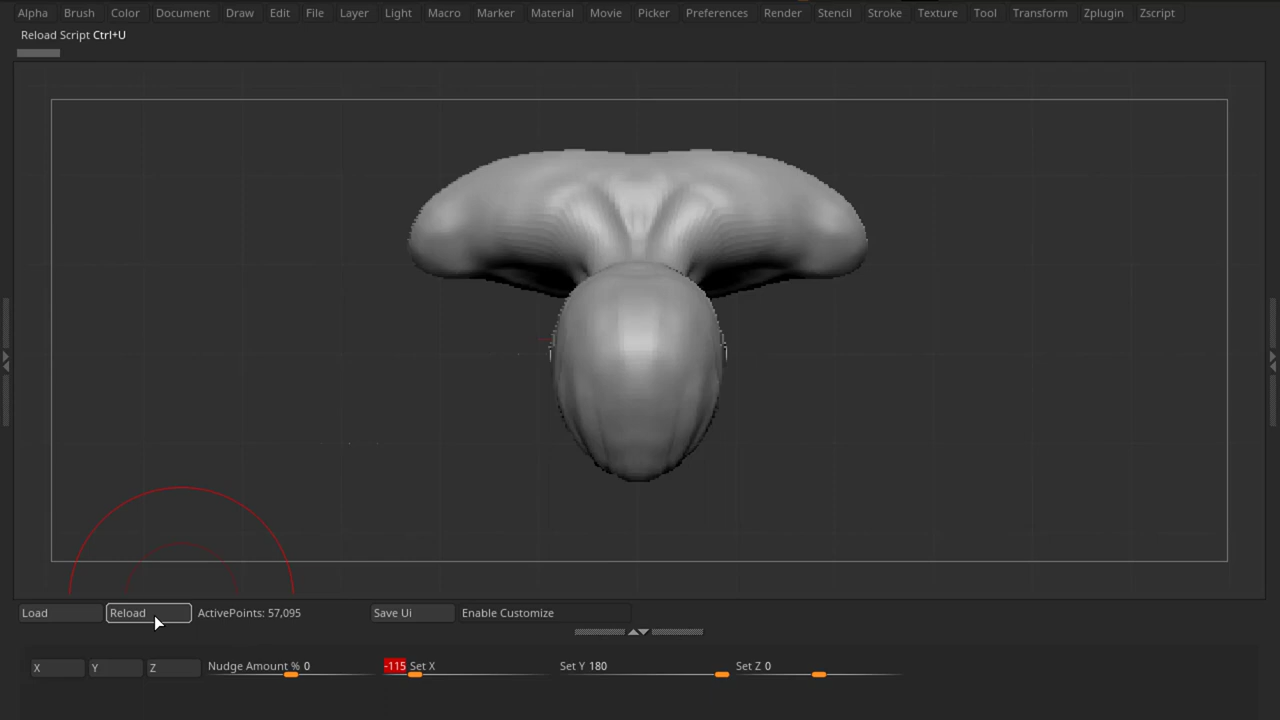 Alpha Brush Color Document Draw Edit File Layer Light Macro Marker Material Movie Picker Preferences Render Stencil Stroke Texture Tool Transform Zplugin Zscript
Reload Script Ctrl+U
Load Reload ActivePoints: 57,095 Save Ui Enable Customize
X Y Z Nudge Amount % 0 -115 Set X Set Y 180 Set Z 0